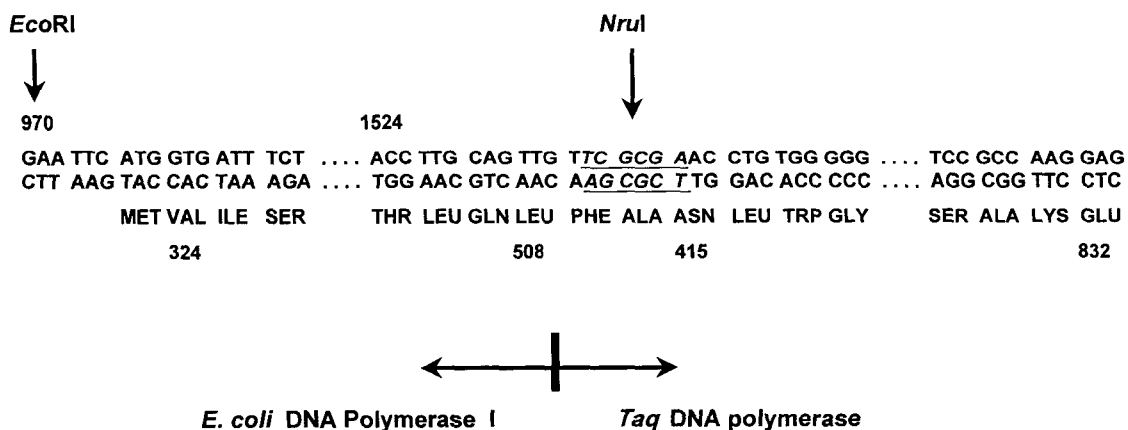 EcoRI NruI
970 1524
GAA TTC ATG GTG ATT TCT .... ACC TTG CAG TTG TTC GCG AAC CTG TGG GGG .... TCC GCC AAG GAG
CTT AAG TAC CAC TAA AGA .... TGG AAC GTC AAC AAG CGC TTG GAC ACC CCC .... AGG CGG TTC CTC
MET VAL ILE SER THR LEU GLN LEU PHE ALA ASN LEU TRP GLY SER ALA LYS GLU
324 508 415 832
E. coli DNA Polymerase I Taq DNA polymerase